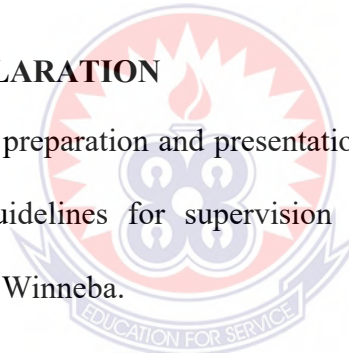 LARATION
preparation and presentatio
uidelines for supervision
Winneba.
EDUCATION FOR SERVICE